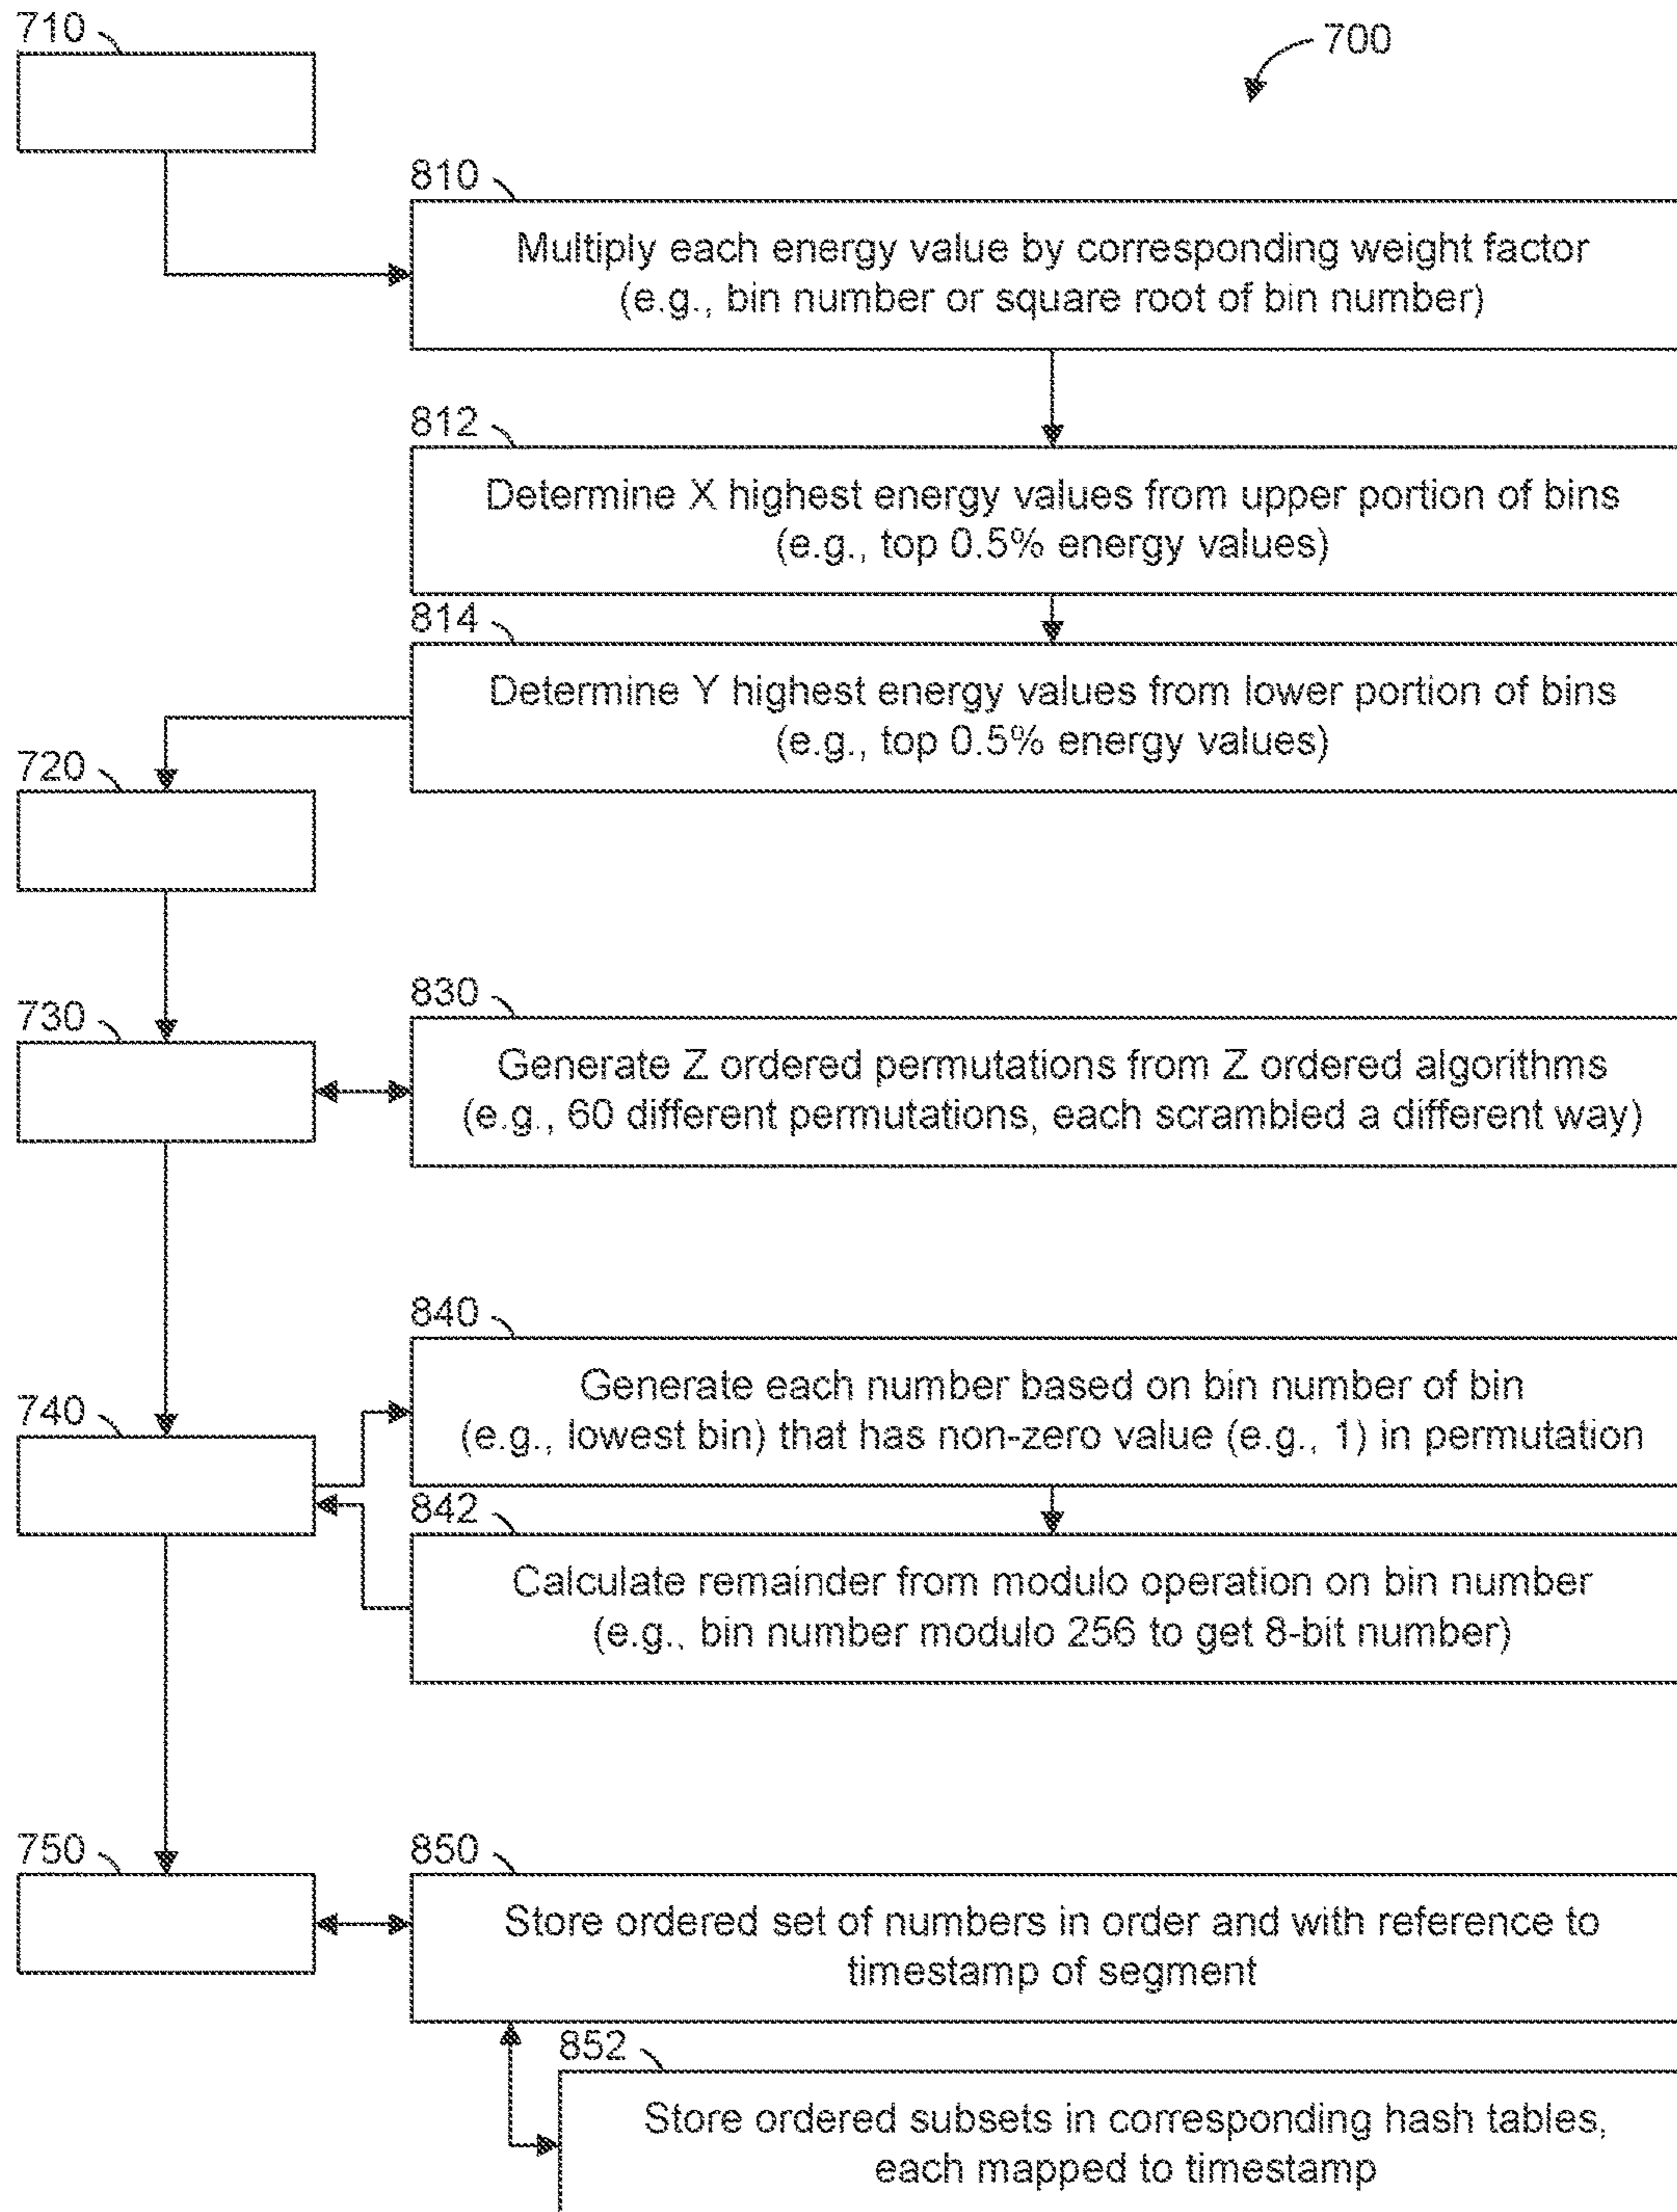 710
700
810
Multiply each energy value by corresponding weight factor
(e.g., bin number or square root of bin number)
812
Determine X highest energy values from upper portion of bins
(e.g., top 0.5% energy values)
814
Determine Y highest energy values from lower portion of bins
(e.g., top 0.5% energy values)
720
830
730
Generate Z ordered permutations from Z ordered algorithms
(e.g., 60 different permutations, each scrambled a different way)
840
Generate each number based on bin number of bin
740
(e.g., lowest bin) that has non-zero value (e.g., 1) in permutation
842
Calculate remainder from modulo operation on bin number
(e.g., bin number modulo 256 to get 8-bit number)
750
850
Store ordered set of numbers in order and with reference to
timestamp of segment
852
Store ordered subsets in corresponding hash tables,
each mapped to timestamp